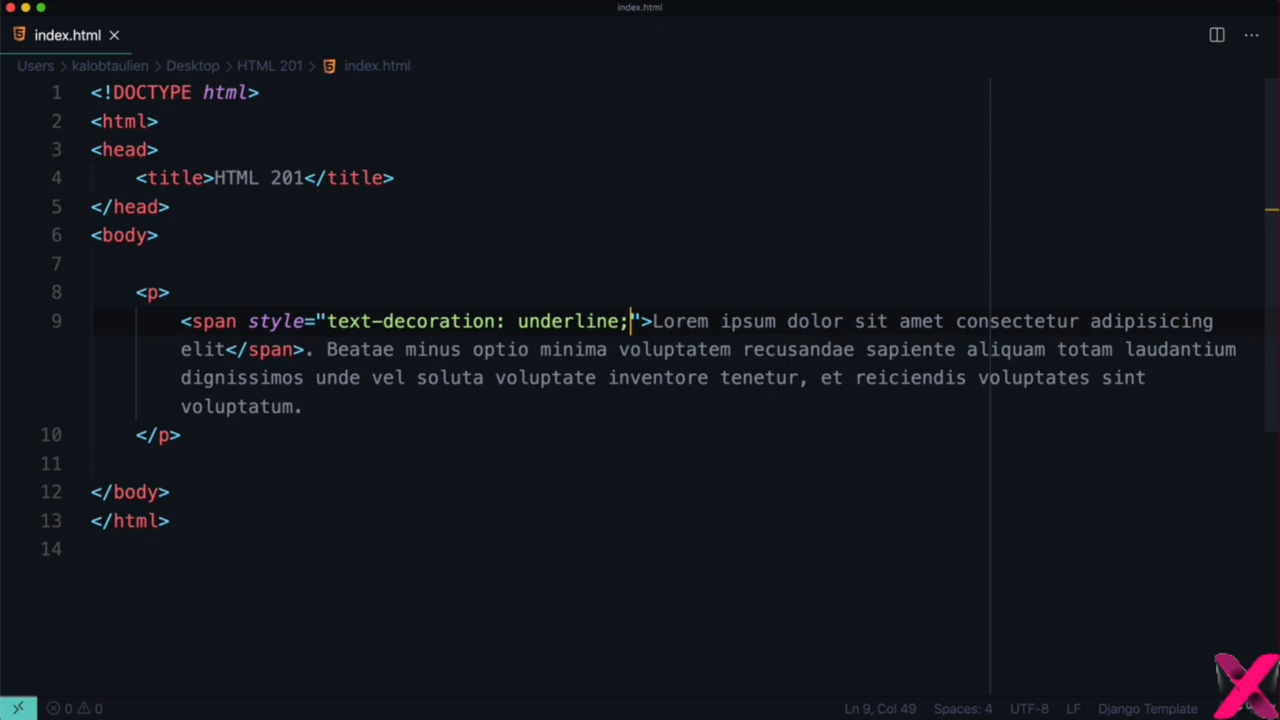 index.html
index.html
Users > kalobtaulien > Desktop > HTML 201 > index.html
1 <!DOCTYPE html>
2 <html>
3 <head>
4 <title>HTML 201</title>
5 </head>
6 <body>
7
8 <p>
9 <span style="text-decoration: underline;">Lorem ipsum dolor sit amet consectetur adipisicing
elit</span>. Beatae minus optio minima voluptatem recusandae sapiente aliquam totam laudantium
dignissimos unde vel soluta voluptate inventore tenetur, et reiciendis voluptates sint
voluptatum.
10 </p>
11
12 </body>
13 </html>
14
0 0 Ln 9, Col 49 Spaces: 4 UTF-8 LF Django Template
X